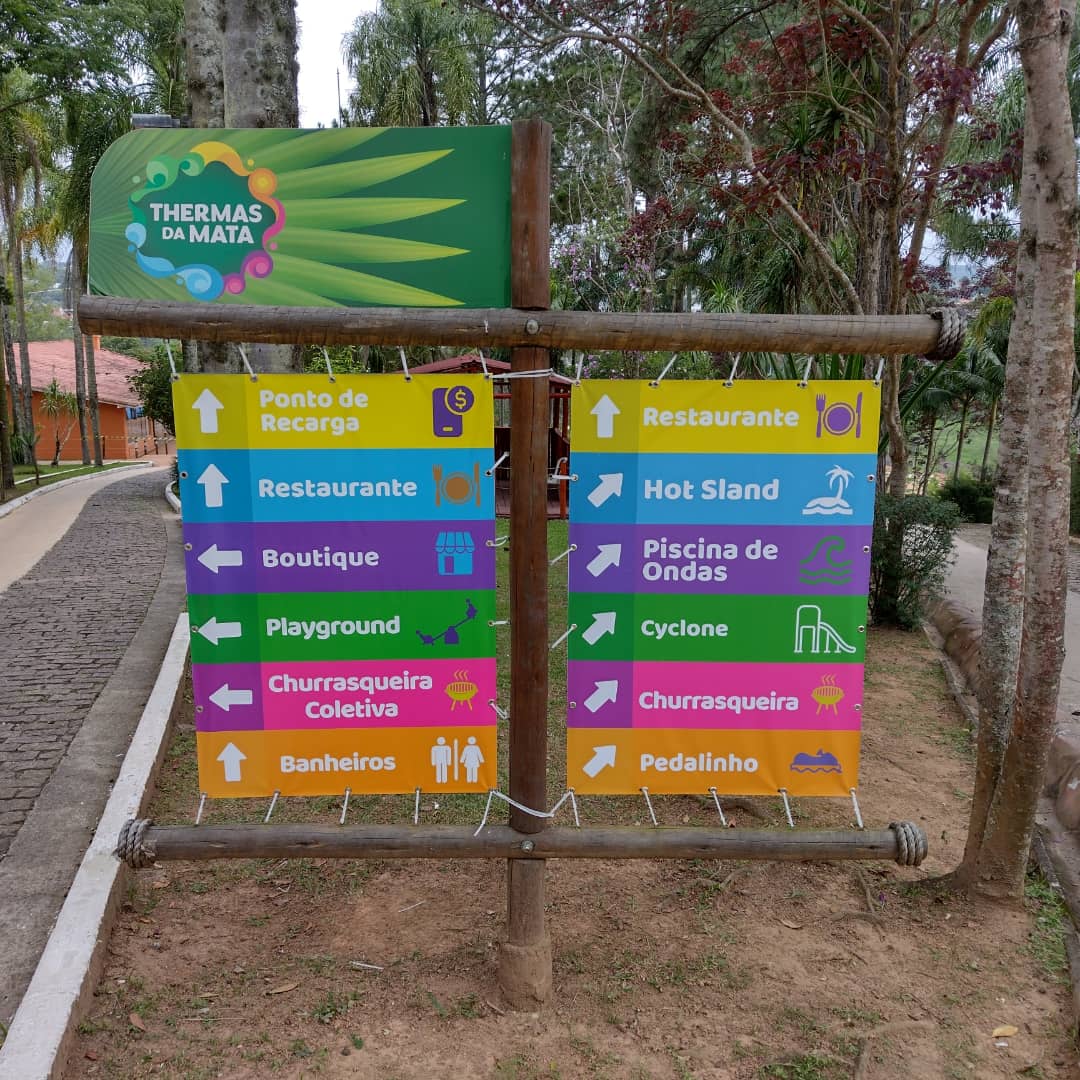 THERMAS
DA MATA
Ponto de
Recarga
$
Restaurante
Boutique
Playground
Churrasqueira
Coletiva
Banheiros
Restaurante
Hot Sland
Piscina de
Ondas
Cyclone
Churrasqueira
Pedalinho